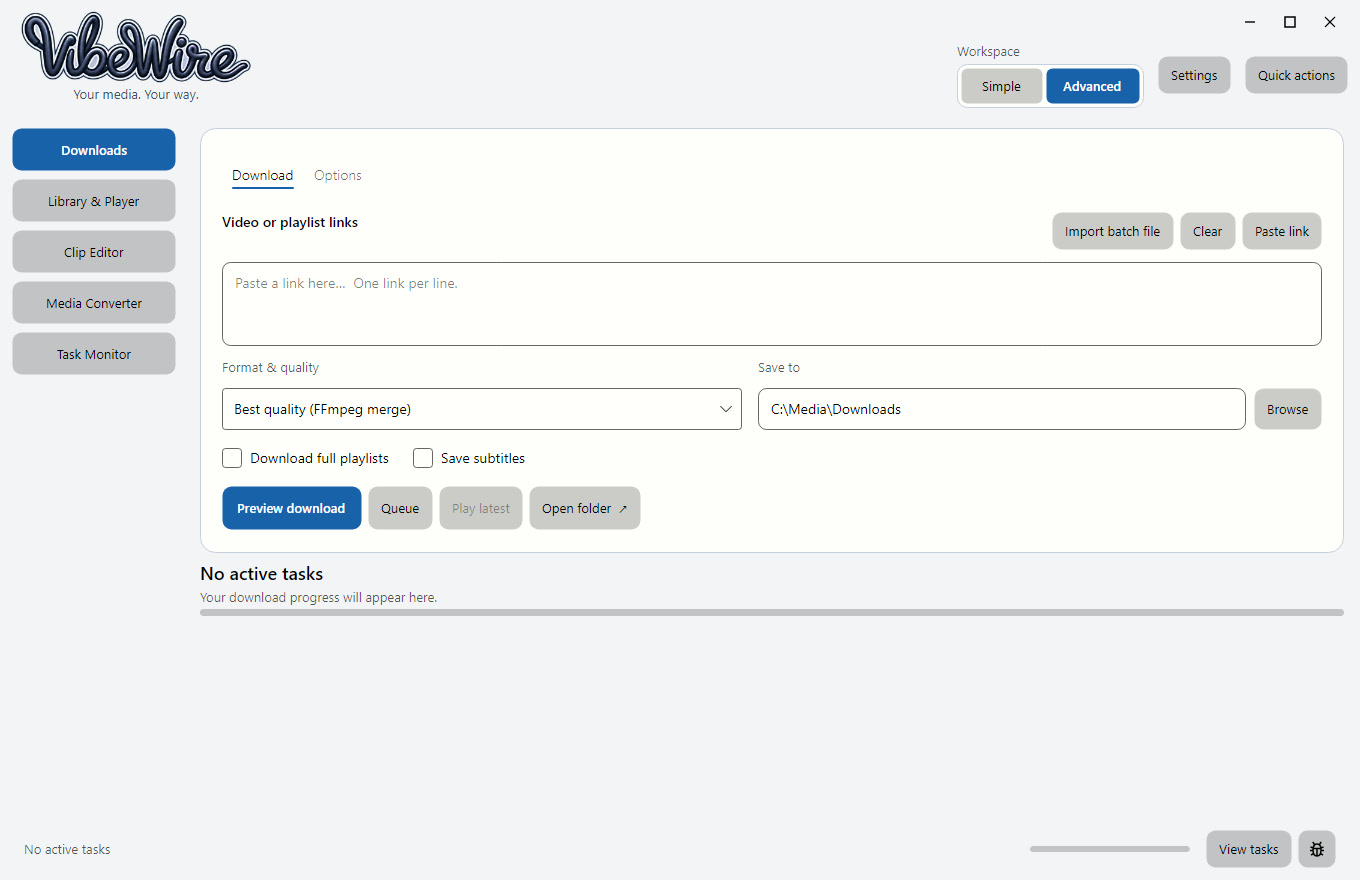 VibeWire
Your media. Your way.
Workspace
Simple
Advanced
Settings
Quick actions
Downloads
Library & Player
Clip Editor
Media Converter
Task Monitor
Download
Options
Video or playlist links
Import batch file
Clear
Paste link
Paste a link here... One link per line.
Format & quality
Save to
Best quality (FFmpeg merge)
C:\Media\Downloads
Browse
Download full playlists
Save subtitles
Preview download
Queue
Play latest
Open folder ↗
No active tasks
Your download progress will appear here.
No active tasks
View tasks